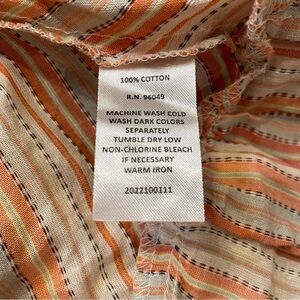 100% COTTON
R.N. 96049
MACHINE WASH COLD
WASH DARK COLORS
SEPARATELY
TUMBLE DRY LOW
NON-CHLORINE BLEACH
IF NECESSARY
WARM IRON
2022100111